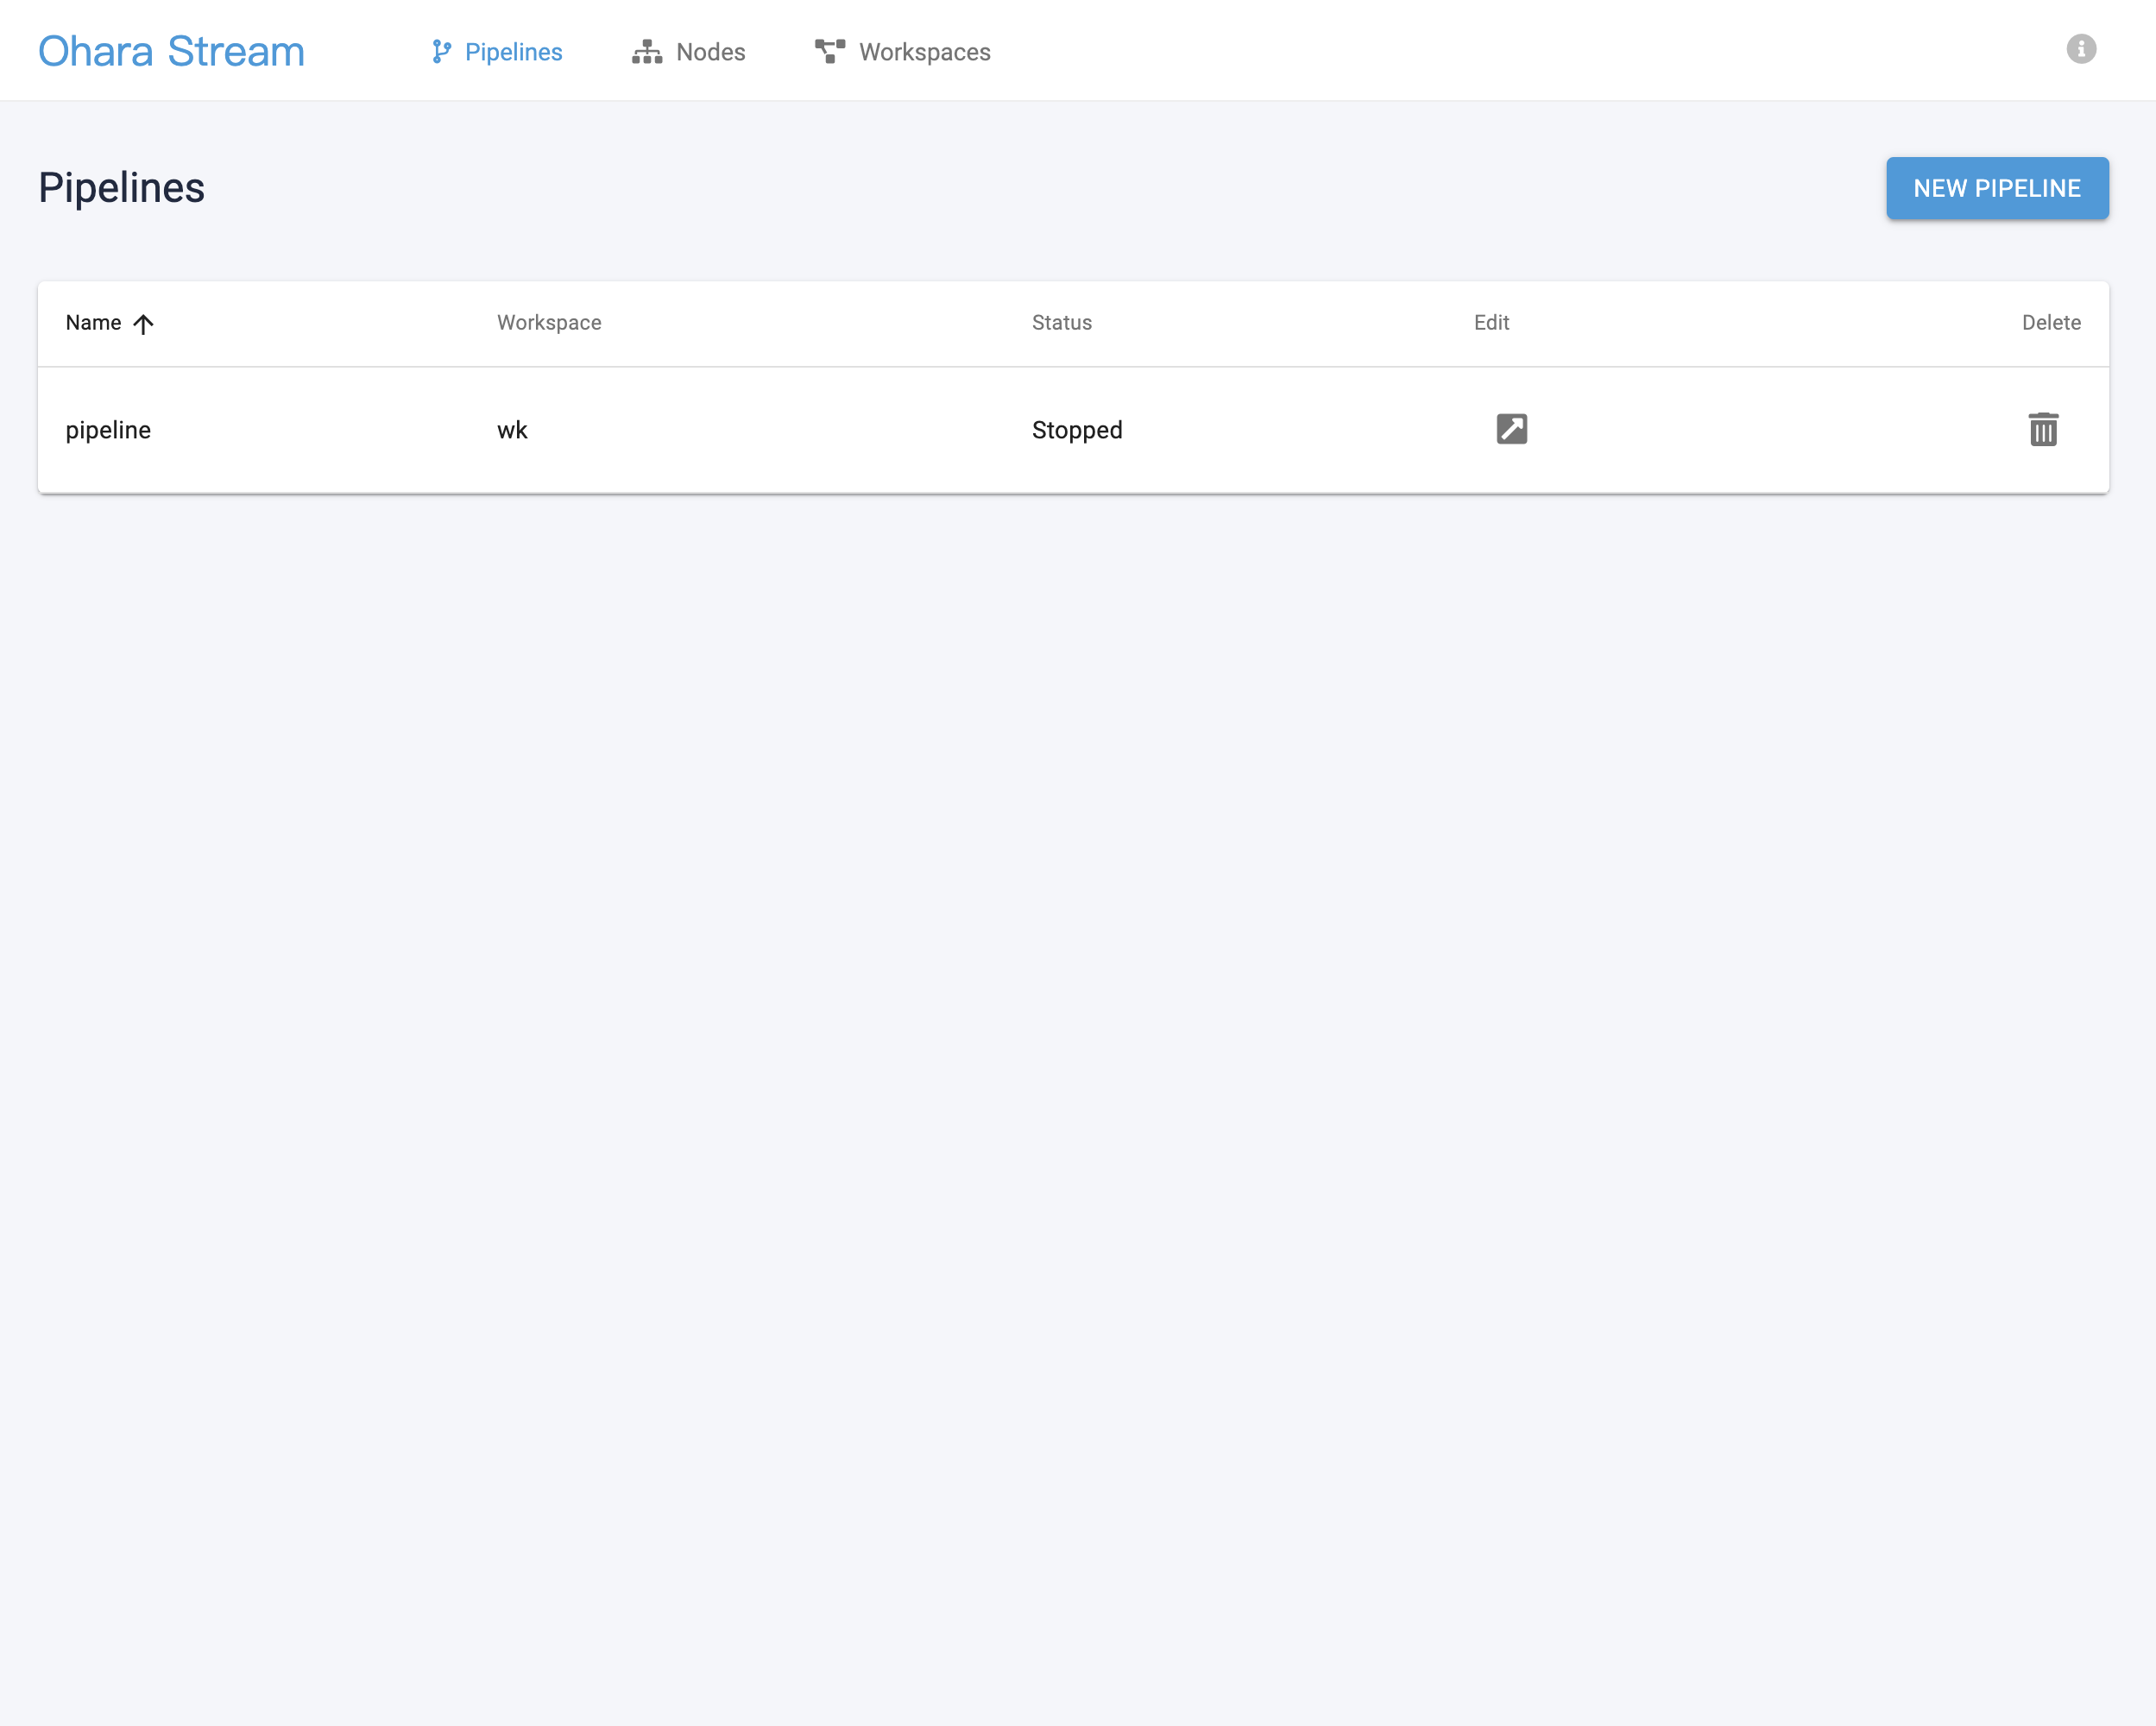 Ohara Stream Pipelines Nodes Workspaces
Pipelines NEW PIPELINE
Name Workspace Status Edit Delete
pipeline wk Stopped